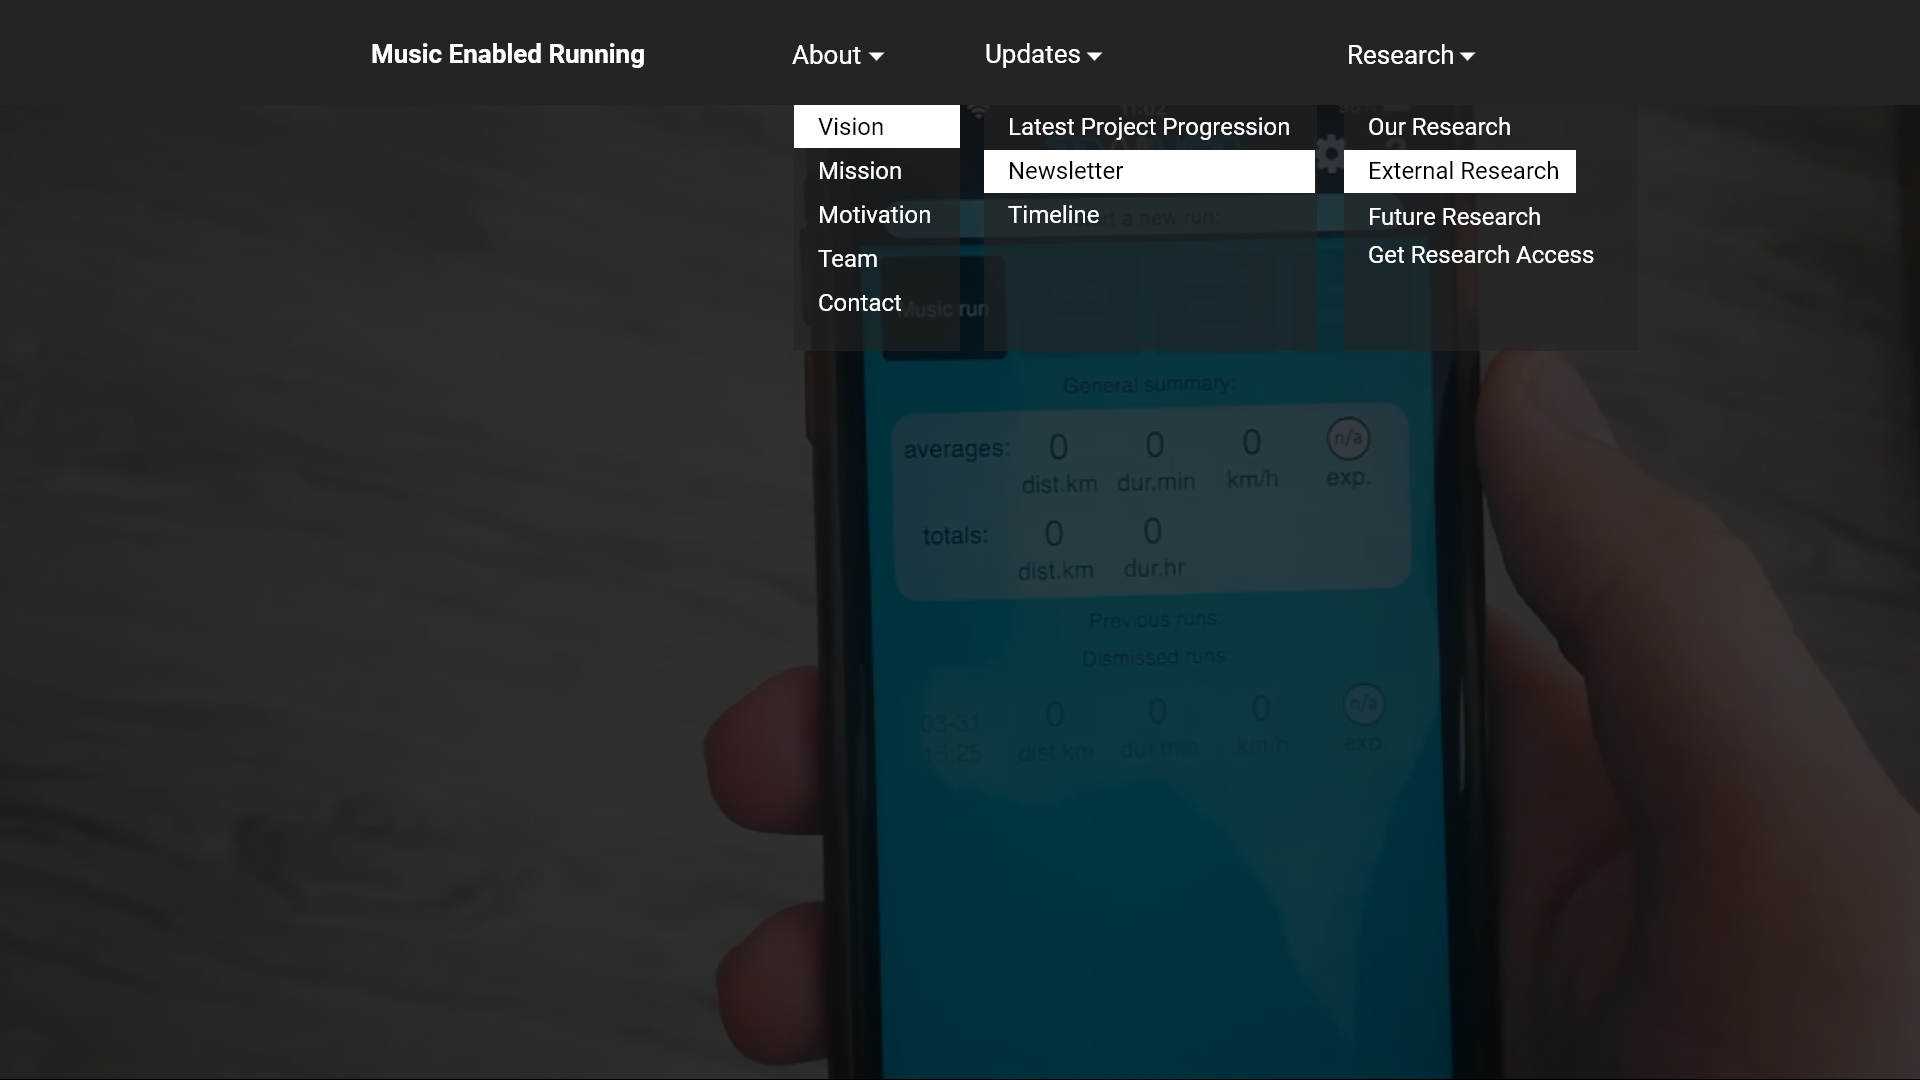 Music Enabled Running
About
Updates
Research
Vision
Mission
Motivation
Team
Contact
Latest Project Progression
Newsletter
Timeline
Our Research
External Research
Future Research
Get Research Access
11:02
Start a new run:
Music run
General summary:
averages: 0 0 0 n/a
dist.km dur.min km/h exp.
totals: 0 0
dist.km dur.hr
Previous runs:
Dismissed runs:
03-31 0 0 0 n/a
15:25 dist.km dur.min km/h exp.